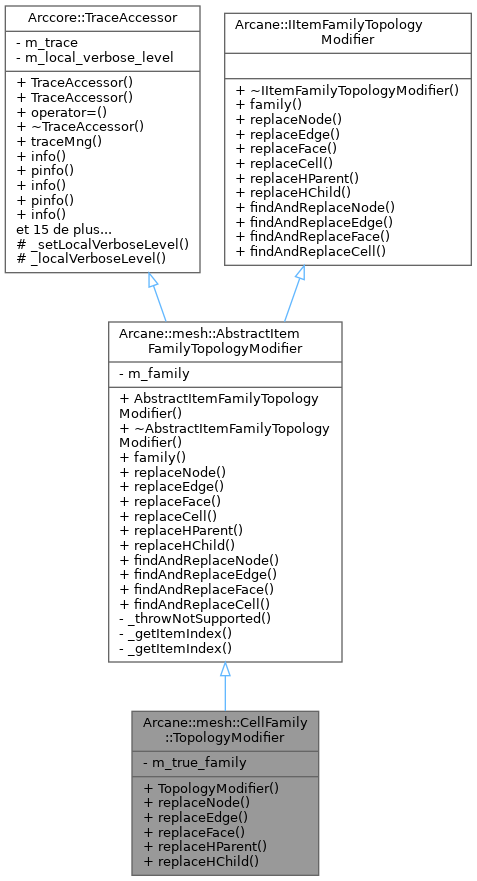 Arccore::TraceAccessor
- m_trace
- m_local_verbose_level
+ TraceAccessor()
+ TraceAccessor()
+ operator=()
+ ~TraceAccessor()
+ traceMng()
+ info()
+ pinfo()
+ info()
+ pinfo()
+ info()
et 15 de plus...
# _setLocalVerboseLevel()
# _localVerboseLevel()
Arcane::IItemFamilyTopology
Modifier
+ ~IItemFamilyTopologyModifier()
+ family()
+ replaceNode()
+ replaceEdge()
+ replaceFace()
+ replaceCell()
+ replaceHParent()
+ replaceHChild()
+ findAndReplaceNode()
+ findAndReplaceEdge()
+ findAndReplaceFace()
+ findAndReplaceCell()
Arcane::mesh::AbstractItem
FamilyTopologyModifier
- m_family
+ AbstractItemFamilyTopology
Modifier()
+ ~AbstractItemFamilyTopology
Modifier()
+ family()
+ replaceNode()
+ replaceEdge()
+ replaceFace()
+ replaceCell()
+ replaceHParent()
+ replaceHChild()
+ findAndReplaceNode()
+ findAndReplaceEdge()
+ findAndReplaceFace()
+ findAndReplaceCell()
- _throwNotSupported()
- _getItemIndex()
- _getItemIndex()
Arcane::mesh::CellFamily
::TopologyModifier
- m_true_family
+ TopologyModifier()
+ replaceNode()
+ replaceEdge()
+ replaceFace()
+ replaceHParent()
+ replaceHChild()